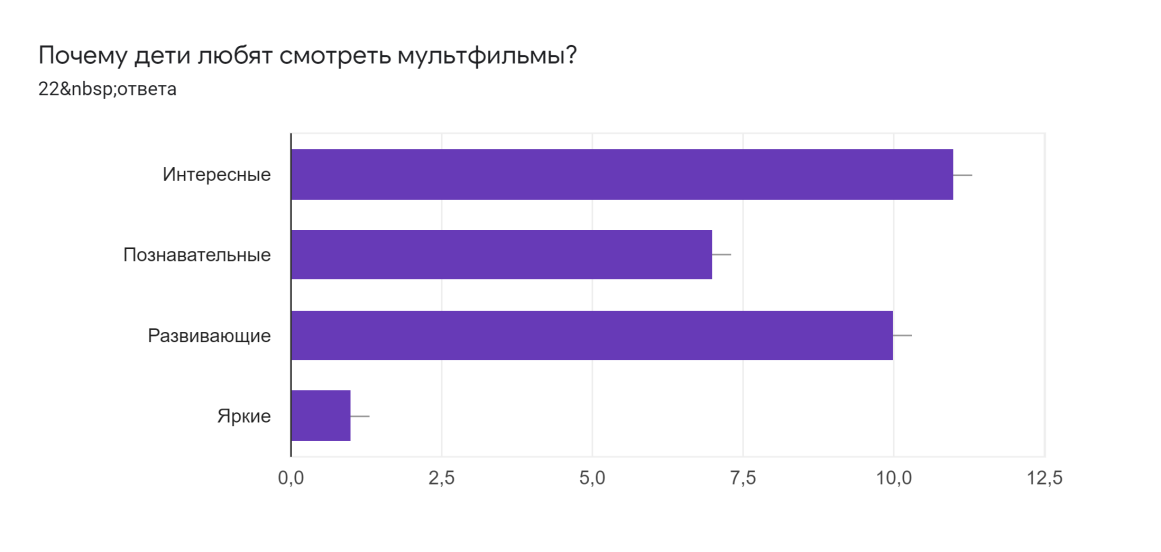 Почему дети любят смотреть мультфильмы?
22&nbsp;ответа
Интересные
Познавательные
Развивающие
Яркие
0,0 2,5 5,0 7,5 10,0 12,5